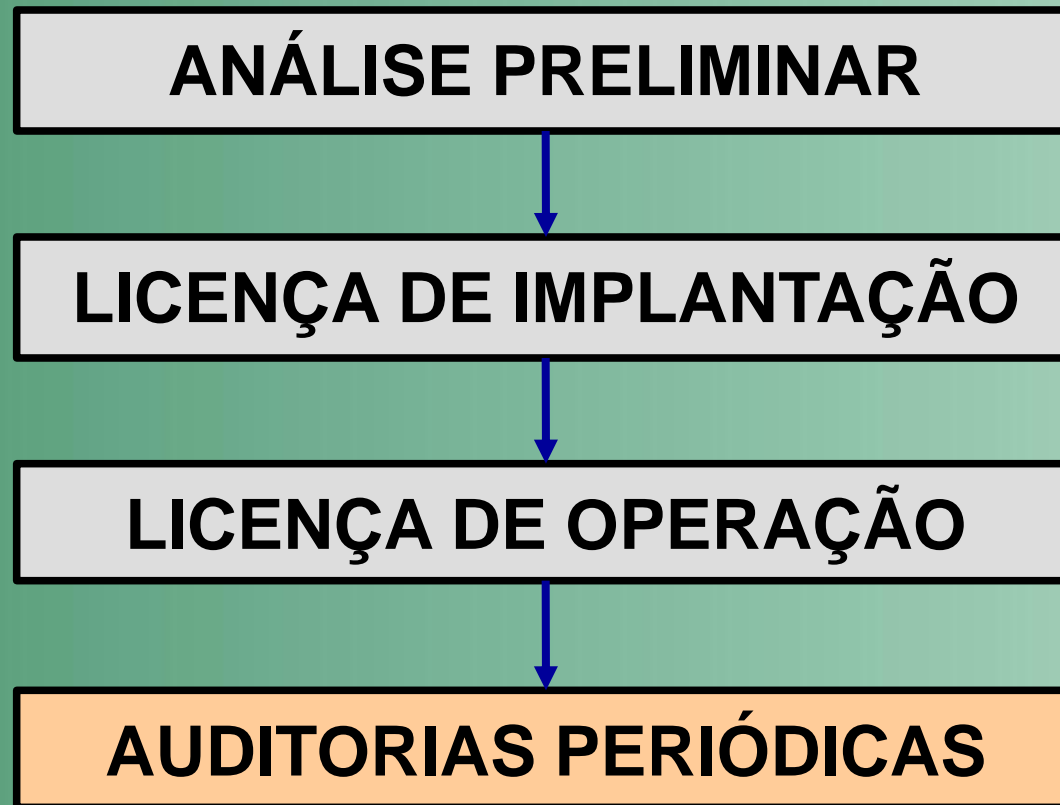 ANÁLISE PRELIMINAR
LICENÇA DE IMPLANTAÇÃO
LICENÇA DE OPERAÇÃO
AUDITORIAS PERIÓDICAS